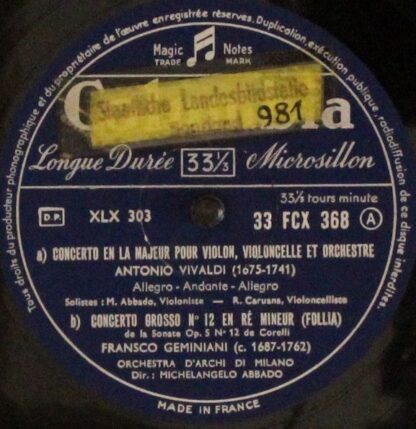 Tous droits du producteur phonographique et du propriétaire de l'œuvre enregistrée réservés. Duplication, exécution publique, radiodiffusion de ce disque interdites.
Magic Notes
TRADE MARK
Staatliche Landesbildstelle
981
Longue Durée 33⅓ Microsillon
33⅓ tours minute
D.P. XLX 303 33 FCX 368 A
a) CONCERTO EN LA MAJEUR POUR VIOLON, VIOLONCELLE ET ORCHESTRE
ANTONIO VIVALDI (1675-1741)
Allegro - Andante - Allegro
Solistes : M. Abbado, Violoniste — R. Caruana, Violoncelliste
b) CONCERTO GROSSO N° 12 EN RÉ MINEUR (FOLLIA)
de la Sonate Op. 5 N° 12 de Corelli
FRANSCO GEMINIANI (c. 1687-1762)
ORCHESTRA D'ARCHI DI MILANO
Dir. : MICHELANGELO ABBADO
MADE IN FRANCE